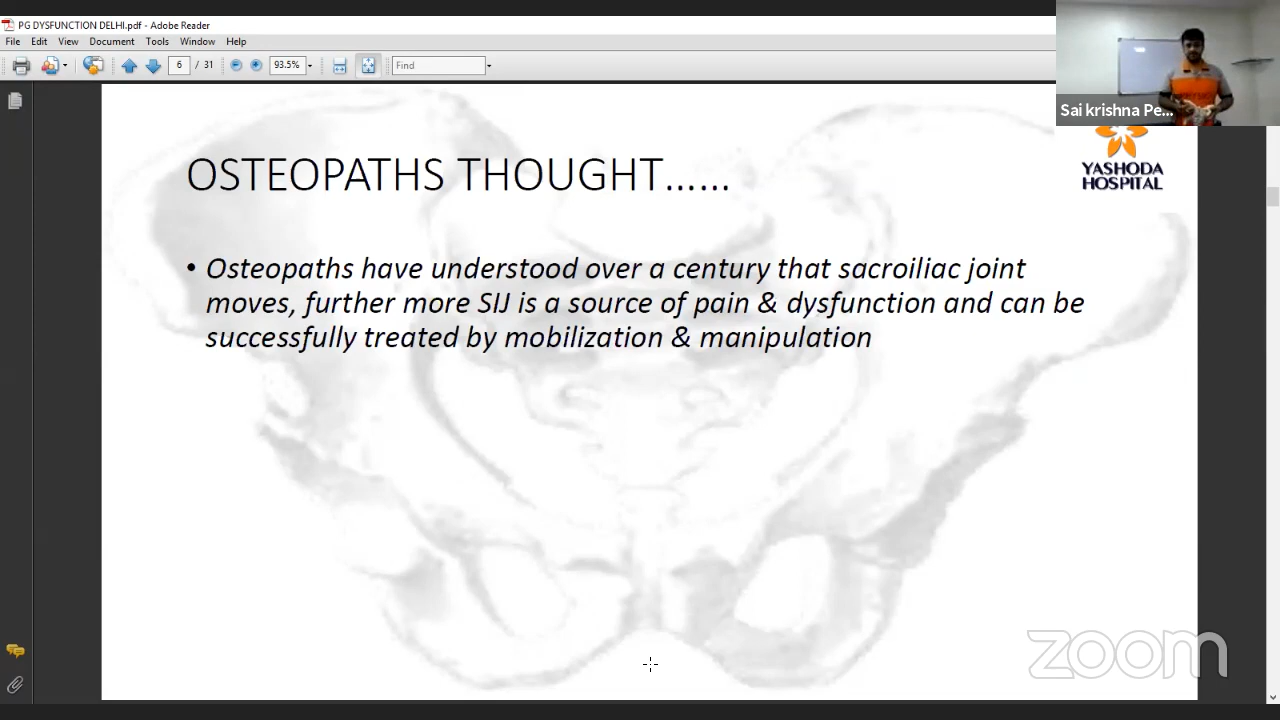 PG DYSFUNCTION DELHI.pdf - Adobe Reader
File Edit View Document Tools Window Help
6 / 31 93.5% Find
Sai krishna Pe...
YASHODA
HOSPITAL
OSTEOPATHS THOUGHT......
• Osteopaths have understood over a century that sacroiliac joint
moves, further more SIJ is a source of pain & dysfunction and can be
successfully treated by mobilization & manipulation
zoom